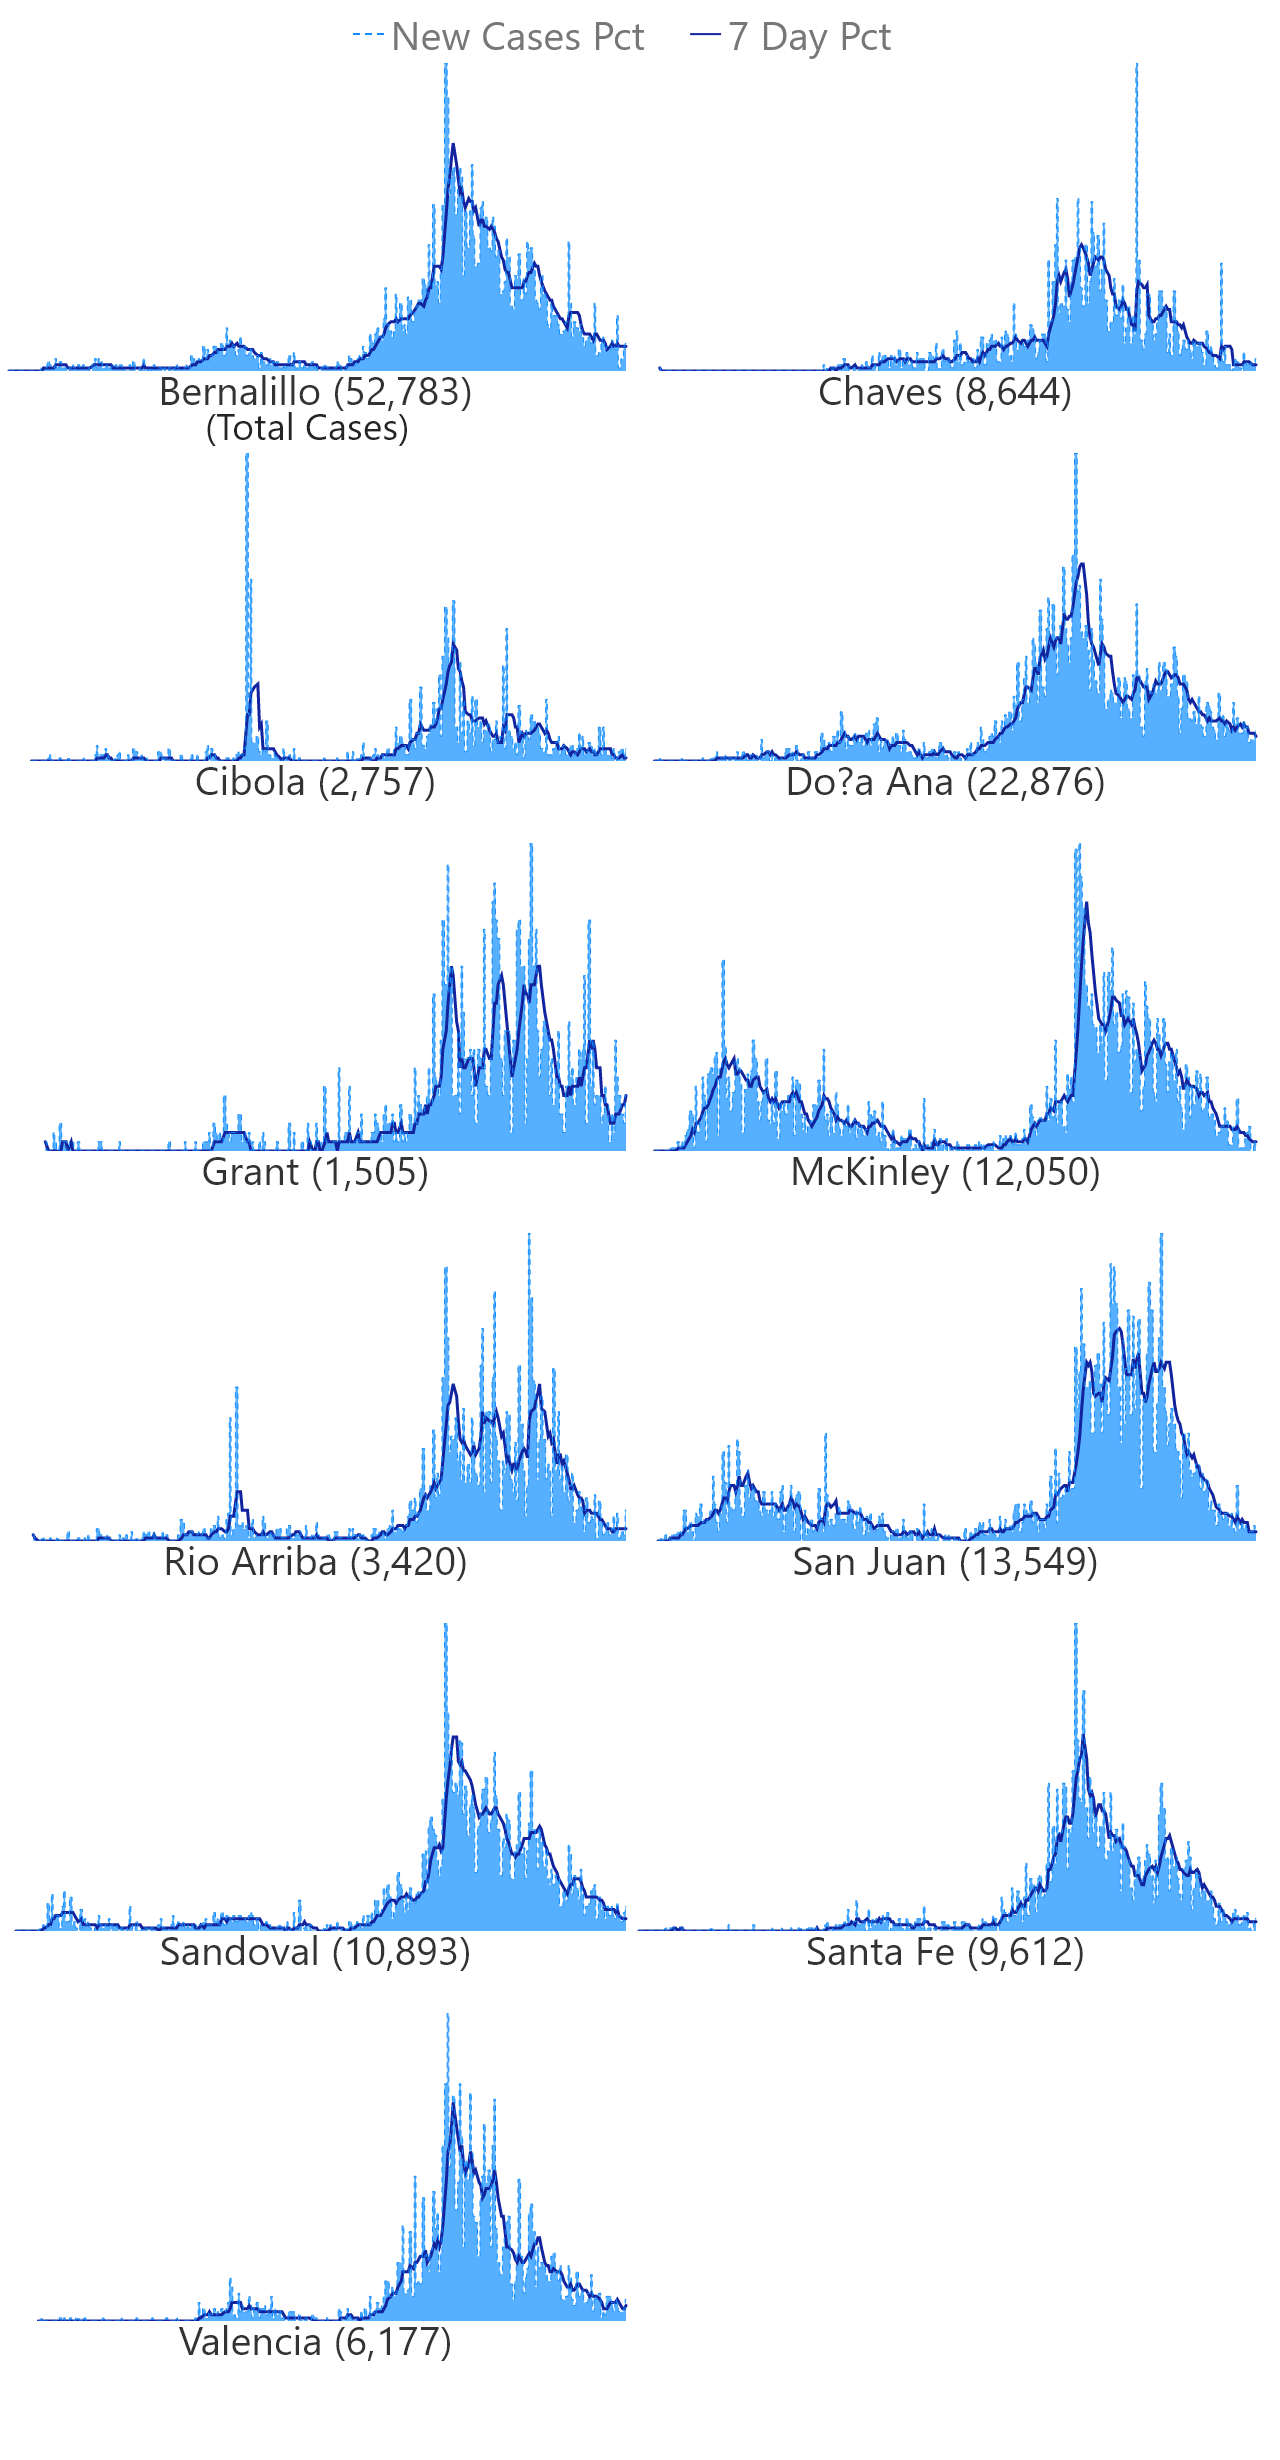 New Cases Pct 7 Day Pct
Bernalillo (52,783) Chaves (8,644)
(Total Cases)
Cibola (2,757) Do?a Ana (22,876)
Grant (1,505) McKinley (12,050)
Rio Arriba (3,420) San Juan (13,549)
Sandoval (10,893) Santa Fe (9,612)
Valencia (6,177)